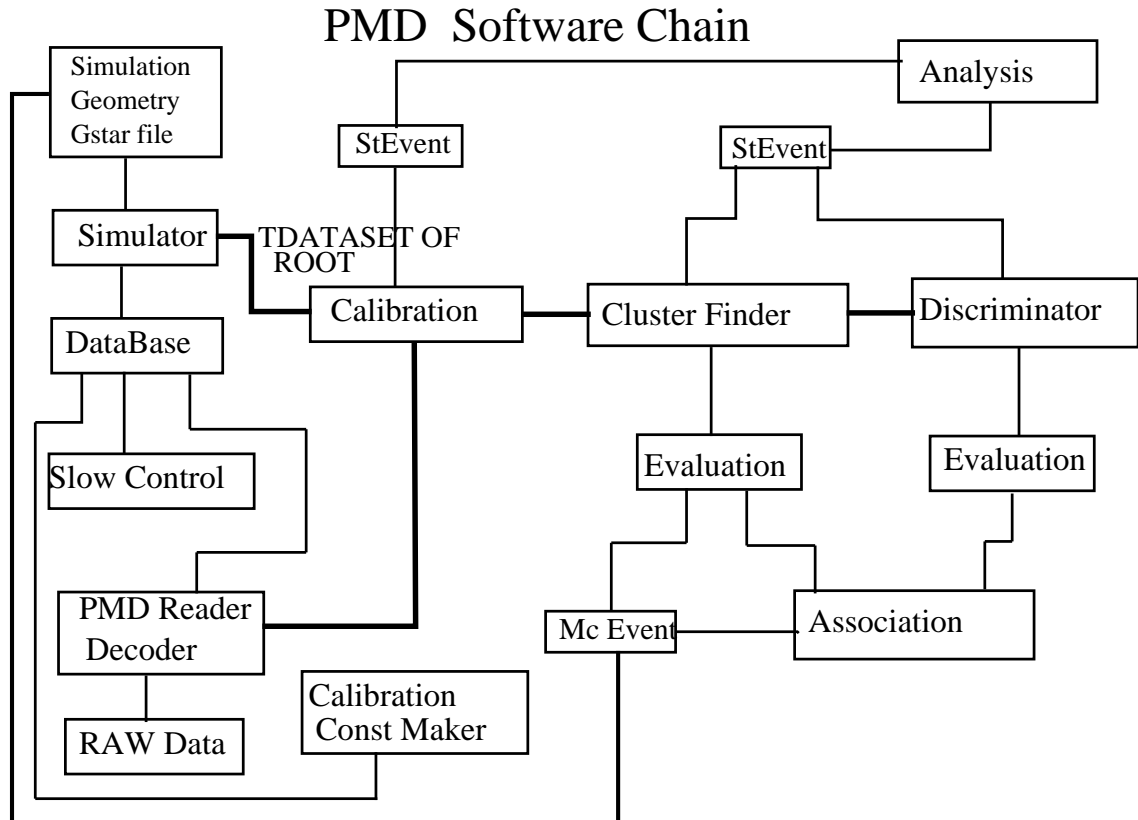 PMD Software Chain
Simulation
Geometry
Gstar file
Analysis
StEvent
StEvent
Simulator
TDATASET OF
ROOT
Calibration
Cluster Finder
Discriminator
DataBase
Slow Control
Evaluation
Evaluation
PMD Reader
Decoder
Mc Event
Association
Calibration
Const Maker
RAW Data